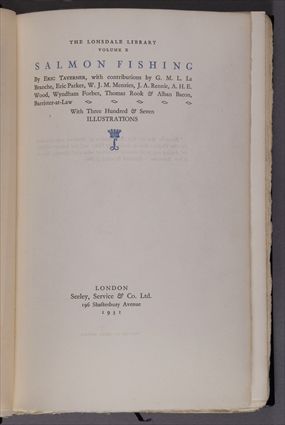 THE LONSDALE LIBRARY
VOLUME X
SALMON FISHING
By ERIC TAVERNER, with contributions by G. M. L. La
Branche, Eric Parker, W. J. M. Menzies, J. A. Rennie, A. H. E.
Wood, Wyndham Forbes, Thomas Rook & Alban Bacon,
Barrister-at-Law
With Three Hundred & Seven
ILLUSTRATIONS
L
LONDON
Seeley, Service & Co. Ltd.
196 Shaftesbury Avenue
1931